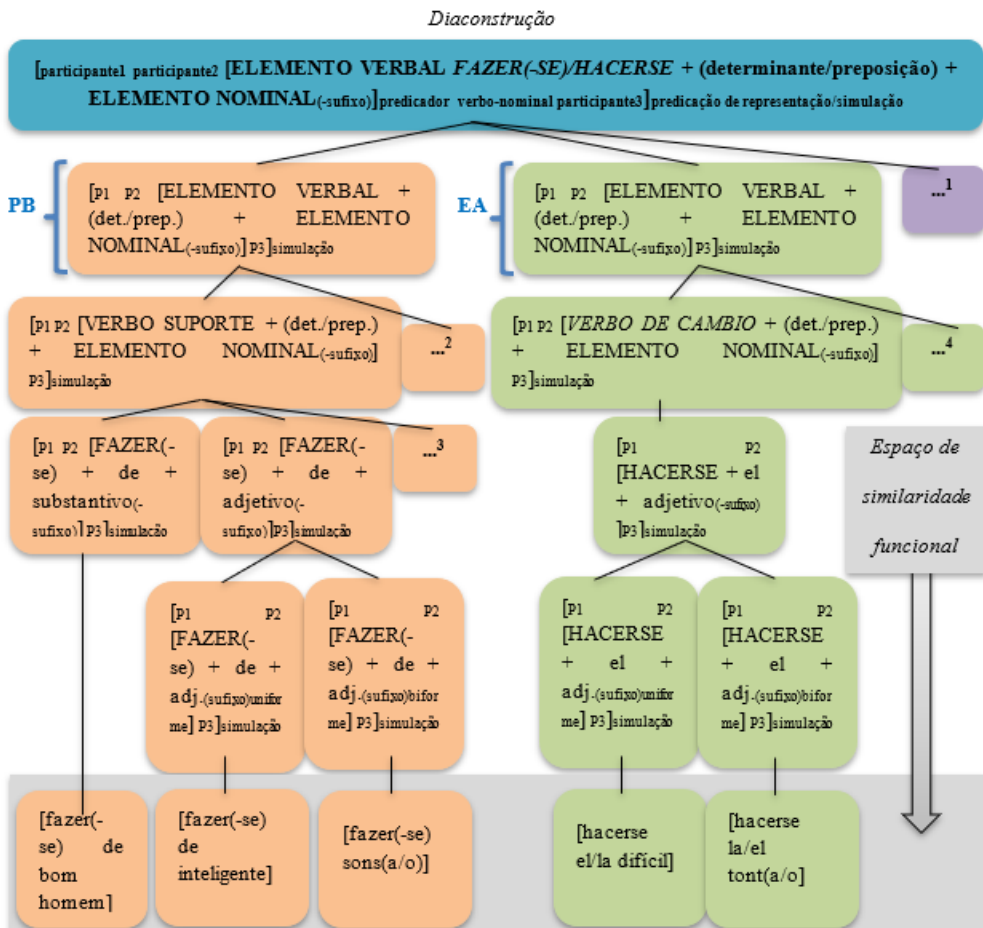 Diaconstrução
[participante1 participante2 [ELEMENTO VERBAL FAZER(-SE)/HACERSE + (determinante/preposição) +
ELEMENTO NOMINAL(-sufixo)]predicador verbo-nominal participante3]predicação de representação/simulação
PB
[P1 P2 [ELEMENTO VERBAL +
(det./prep.) + ELEMENTO
NOMINAL(-sufixo)]P3]simulação
EA
[P1 P2 [ELEMENTO VERBAL +
(det./prep.) + ELEMENTO
NOMINAL(-sufixo)]P3]simulação
...1
[P1 P2 [VERBO SUPORTE + (det./prep.)
+ ELEMENTO NOMINAL(-sufixo)]
P3]simulação
...2
[P1 P2 [VERBO DE CAMBIO + (det./prep.)
+ ELEMENTO NOMINAL(-sufixo)]
P3]simulação
...4
[P1 P2 [FAZER(-
se) + de +
substantivo(-
sufixo)]P3]simulação
[P1 P2 [FAZER(-
se) + de +
adjetivo(-
sufixo)]P3]simulação
...3
[P1 P2
[HACERSE + el
+ adjetivo(-sufixo)
]P3]simulação
Espaço de
similaridade
funcional
[P1 P2
[FAZER(-
se) + de +
adj.-(sufixo)unifor
me] P3]simulação
[P1 P2
[FAZER(-
se) + de +
adj.-(sufixo)bifor
me] P3]simulação
[P1 P2
[HACERSE
+ el +
adj.-(sufixo)unifor
me] P3]simulação
[P1 P2
[HACERSE
+ el +
adj.-(sufixo)bifor
me] P3]simulação
[fazer(-
se) de
bom
homem]
[fazer(-se)
de
inteligente]
[fazer(-se)
sons(a/o)]
[hacerse
el/la difícil]
[hacerse
la/el
tont(a/o]